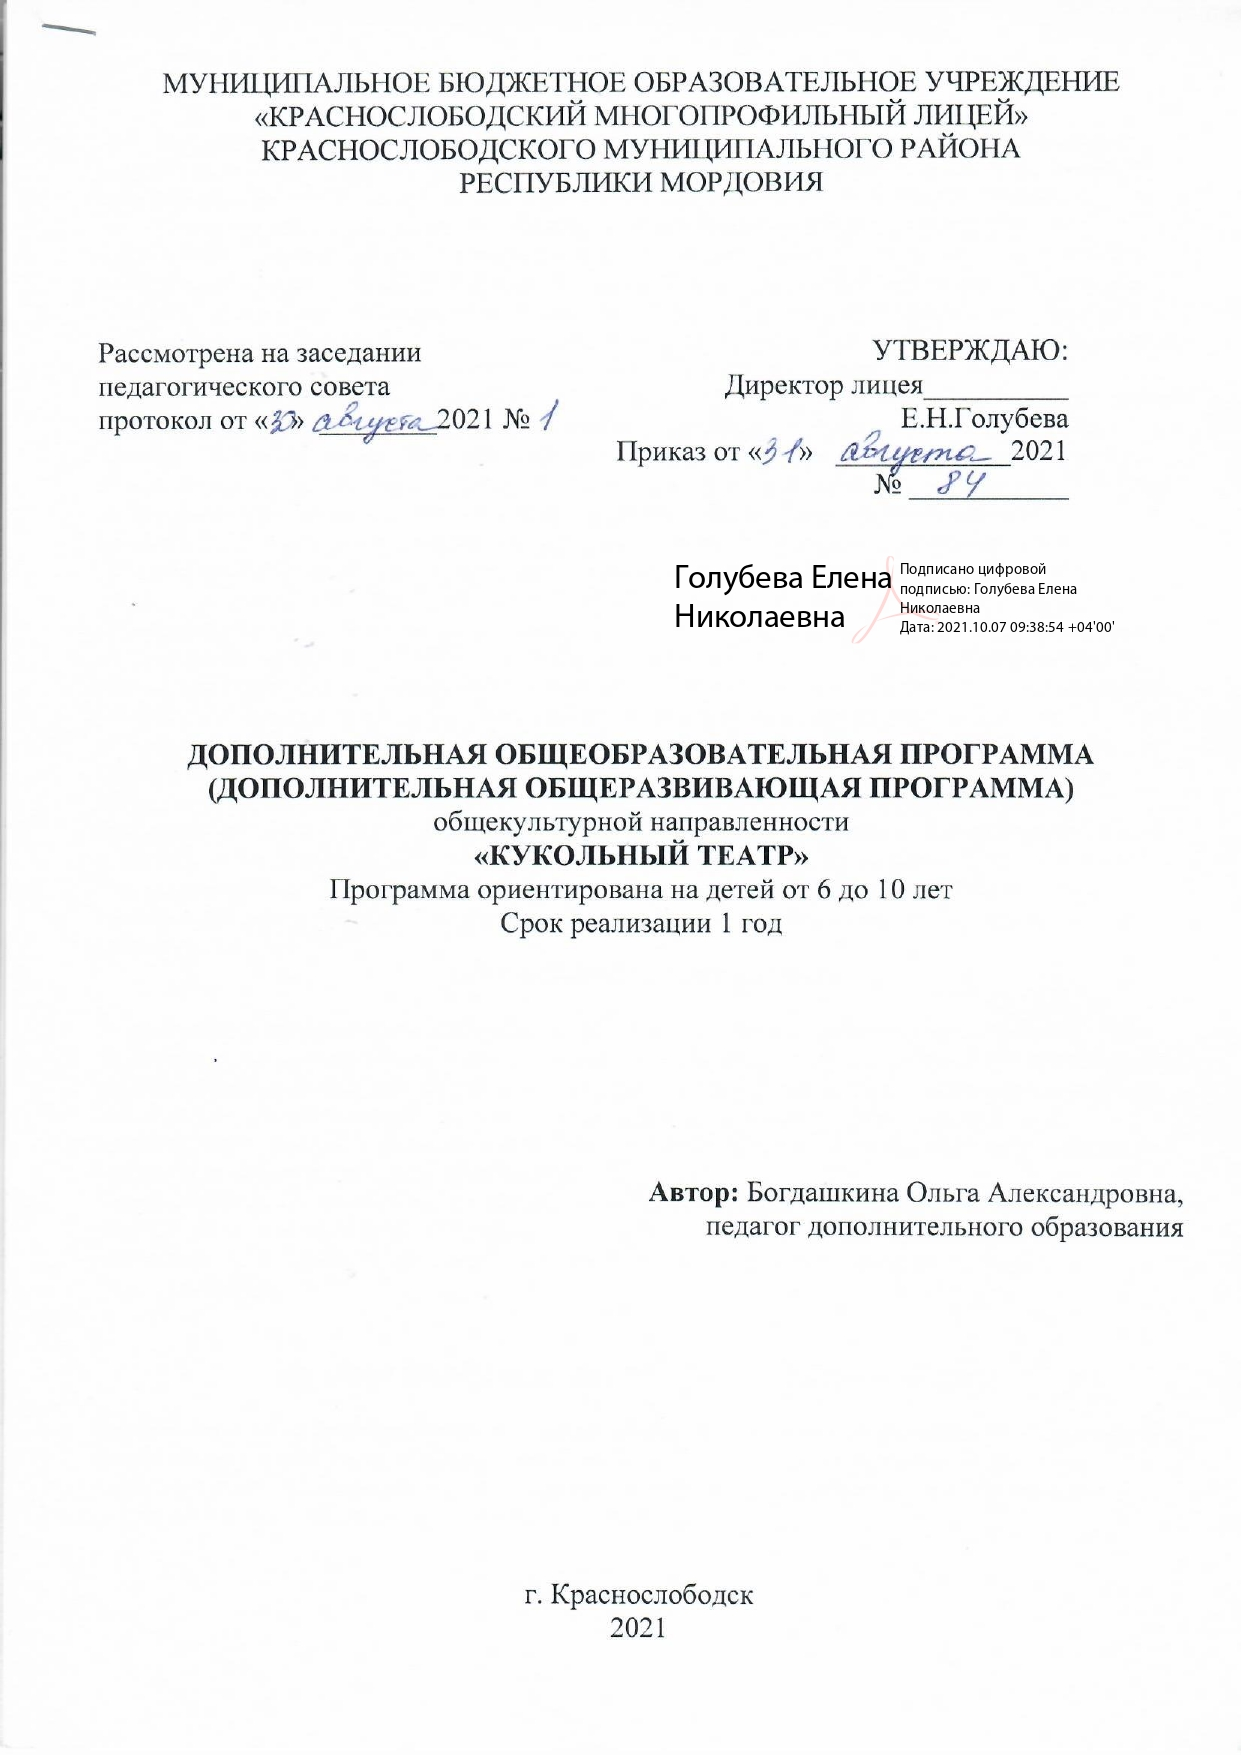 МУНИЦИПАЛЬНОЕ БЮДЖЕТНОЕ ОБРАЗОВАТЕЛЬНОЕ УЧРЕЖДЕНИЕ
«КРАСНОСЛОБОДСКИЙ МНОГОПРОФИЛЬНЫЙ ЛИЦЕЙ»
КРАСНОСЛОБОДСКОГО МУНИЦИПАЛЬНОГО РАЙОНА
РЕСПУБЛИКИ МОРДОВИЯ
Рассмотрена на заседании
педагогического совета
протокол от «30» августа 2021 № 1
УТВЕРЖДАЮ:
Директор лицея__________
Е.Н.Голубева
Приказ от «31» августа 2021
№ 84
Голубева Елена
Николаевна
Подписано цифровой
подписью: Голубева Елена
Николаевна
Дата: 2021.10.07 09:38:54 +04'00'
ДОПОЛНИТЕЛЬНАЯ ОБЩЕОБРАЗОВАТЕЛЬНАЯ ПРОГРАММА
(ДОПОЛНИТЕЛЬНАЯ ОБЩЕРАЗВИВАЮЩАЯ ПРОГРАММА)
общекультурной направленности
«КУКОЛЬНЫЙ ТЕАТР»
Программа ориентирована на детей от 6 до 10 лет
Срок реализации 1 год
Автор: Богдашкина Ольга Александровна,
педагог дополнительного образования
г. Краснослободск
2021